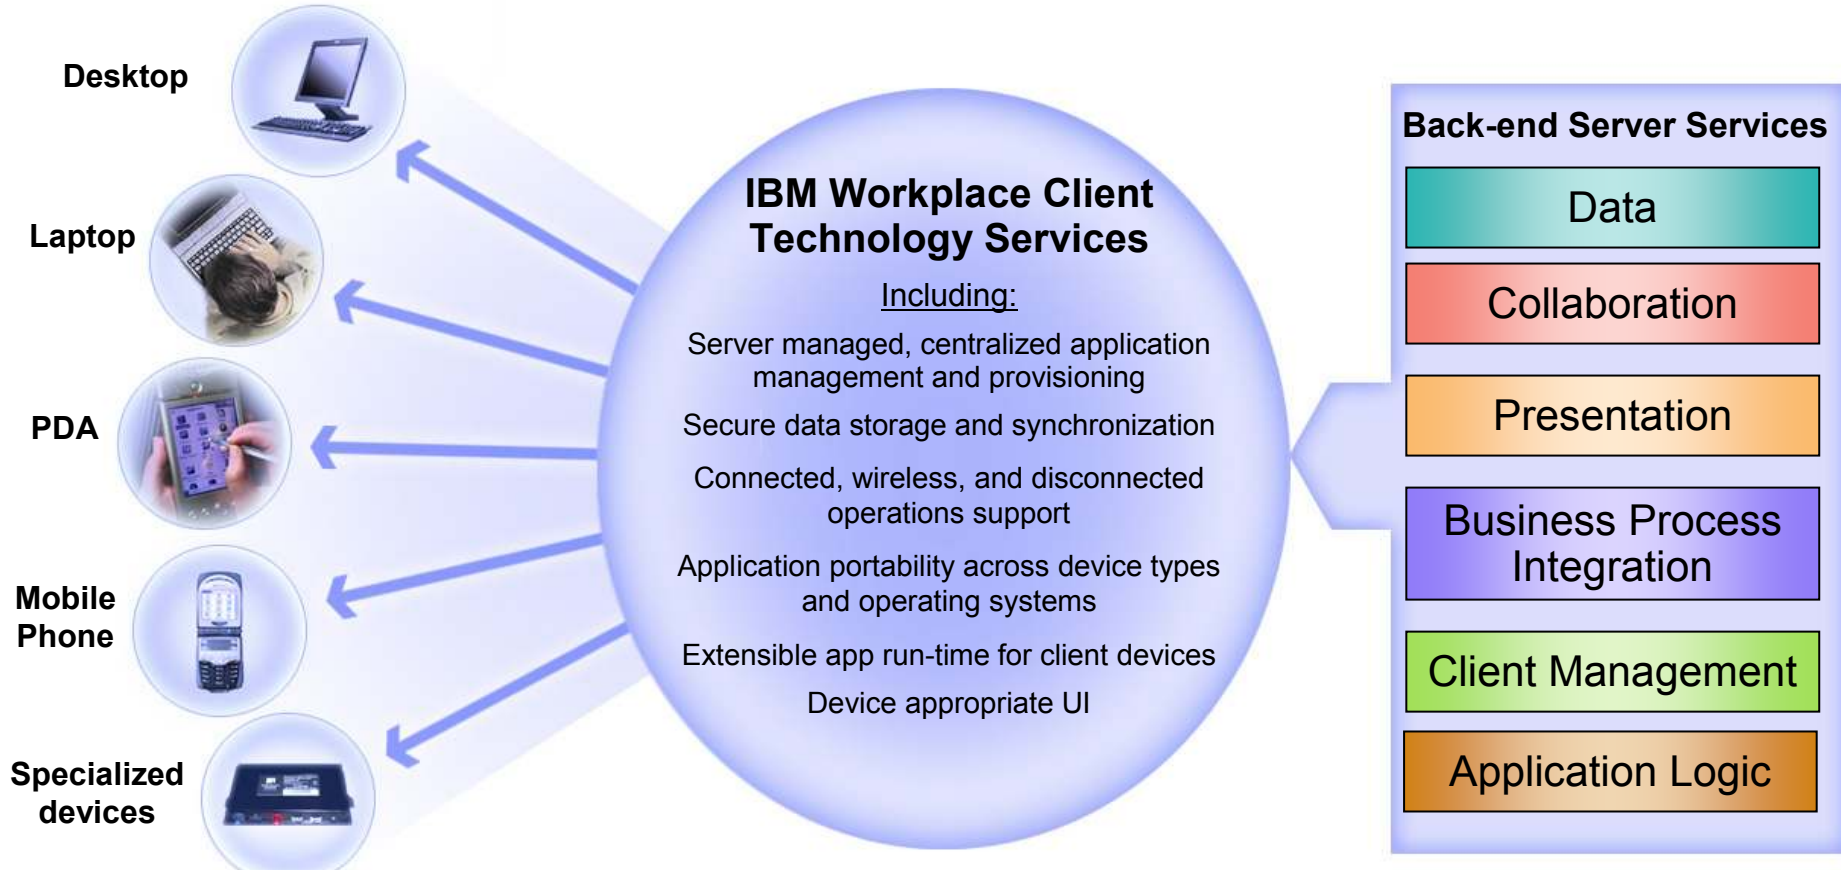 Desktop
Laptop
PDA
Mobile
Phone
Specialized
devices
IBM Workplace Client
Technology Services
Including:
Server managed, centralized application
management and provisioning
Secure data storage and synchronization
Connected, wireless, and disconnected
operations support
Application portability across device types
and operating systems
Extensible app run-time for client devices
Device appropriate UI
Back-end Server Services
Data
Collaboration
Presentation
Business Process
Integration
Client Management
Application Logic